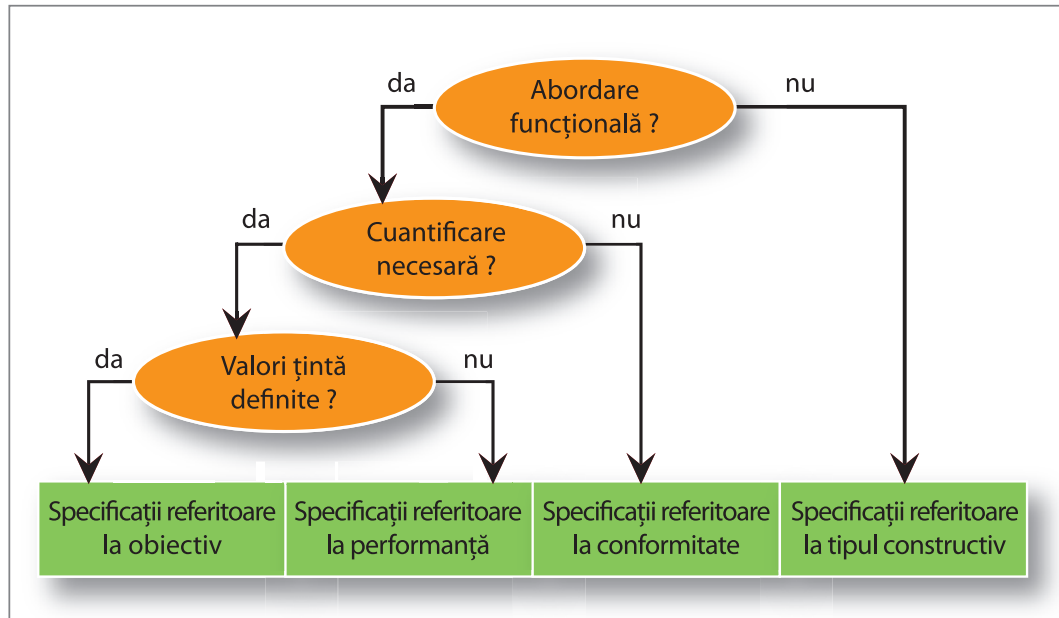 da
Abordare
funcțională ?
nu
da
Cuantificare
necesară ?
nu
da
Valori țintă
definite ?
nu
Specificații referitoare
la obiectiv
Specificații referitoare
la performanță
Specificații referitoare
la conformitate
Specificații referitoare
la tipul constructiv